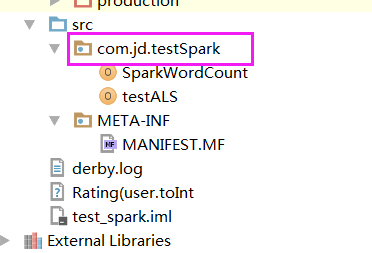 production
src
com.jd.testSpark
SparkWordCount
testALS
META-INF
MANIFEST.MF
derby.log
Rating(user.toInt
test_spark.iml
External Libraries